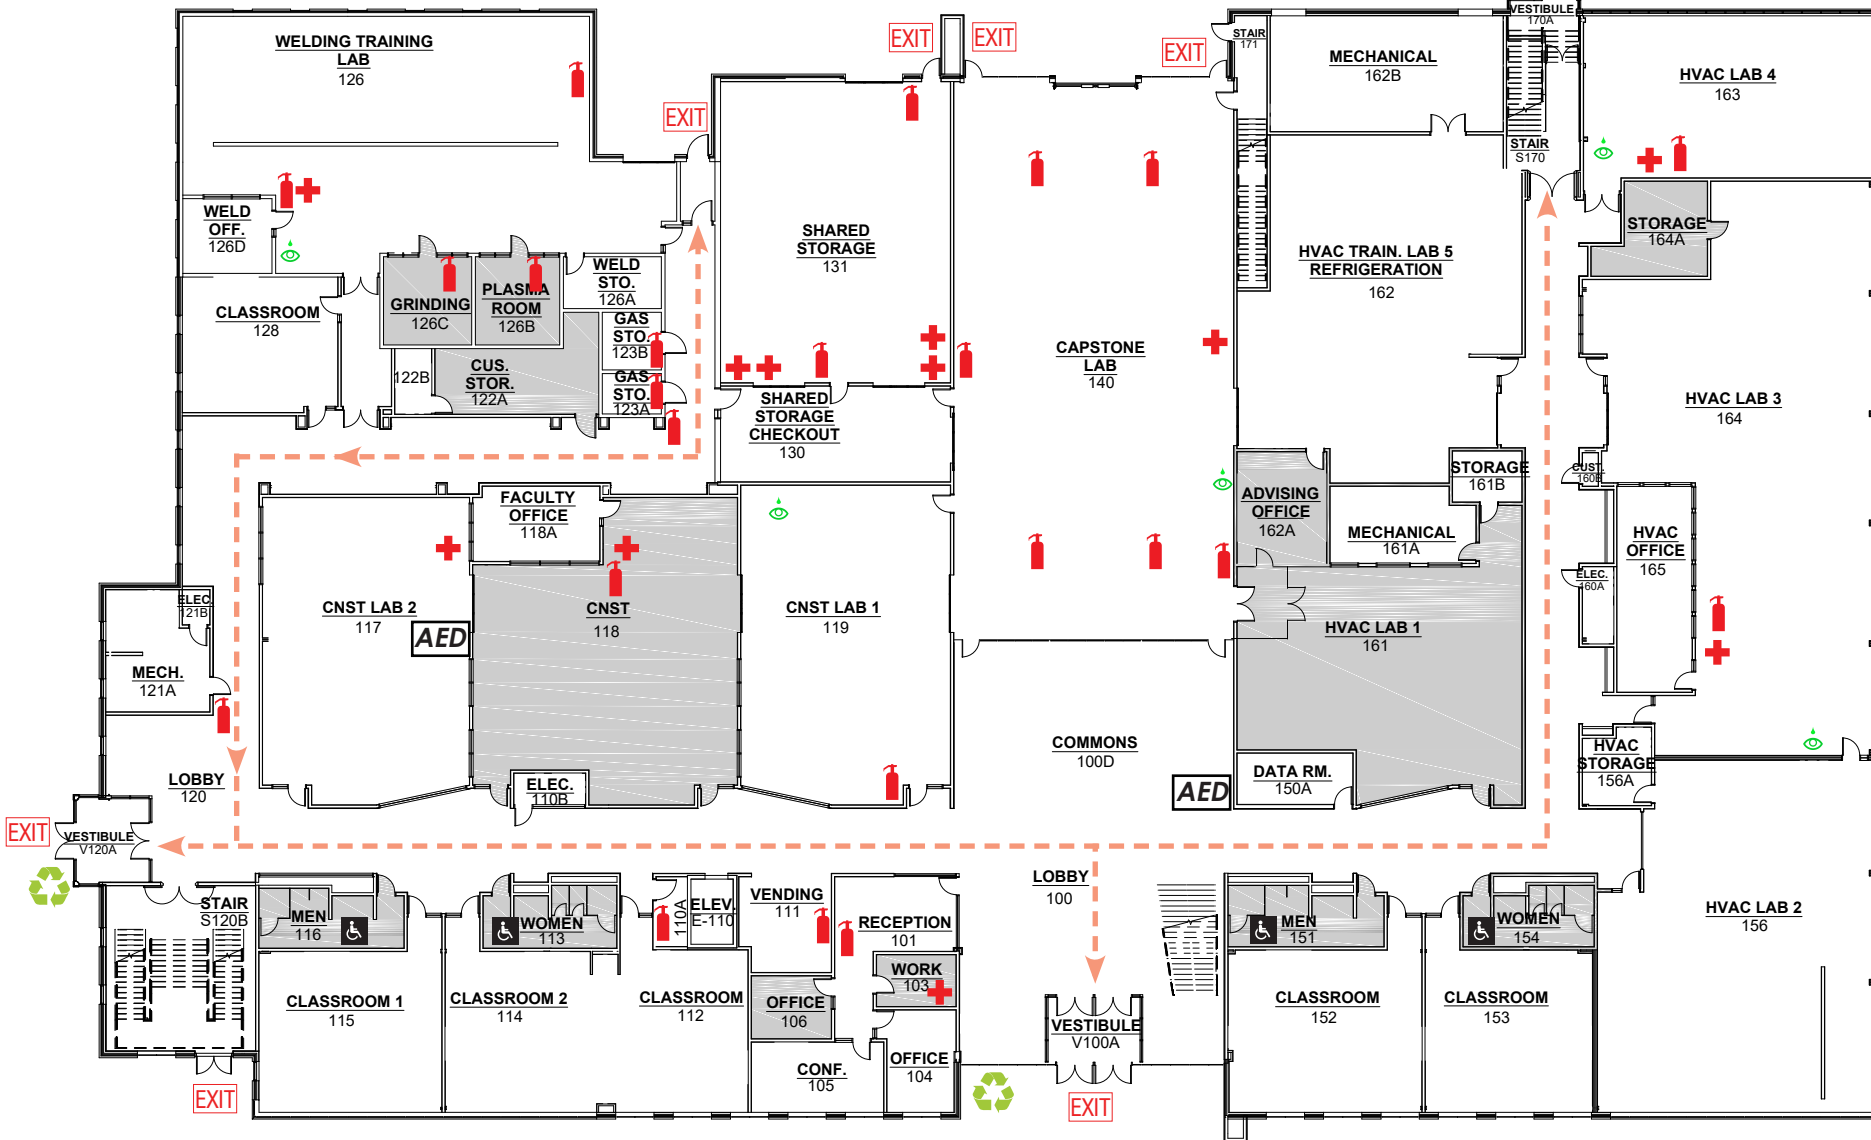 VESTIBULE
170A
WELDING TRAINING
LAB
126
EXIT
EXIT
EXIT
STAIR
171
MECHANICAL
162B
HVAC LAB 4
163
EXIT
STAIR
S170
WELD
OFF.
126D
SHARED
STORAGE
131
HVAC TRAIN. LAB 5
REFRIGERATION
162
STORAGE
164A
WELD
STO.
126A
GRINDING
126C
PLASMA
ROOM
126B
CLASSROOM
128
GAS
STO.
123B
CUS.
STOR.
122A
122B
GAS
STO.
123A
CAPSTONE
LAB
140
SHARED
STORAGE
CHECKOUT
130
HVAC LAB 3
164
STORAGE
161B
CUST.
160B
FACULTY
OFFICE
118A
ADVISING
OFFICE
162A
MECHANICAL
161A
HVAC
OFFICE
165
ELEC.
160A
ELEC.
121B
CNST LAB 2
117
AED
CNST
118
CNST LAB 1
119
HVAC LAB 1
161
MECH.
121A
COMMONS
100D
LOBBY
120
ELEC.
110B
AED
DATA RM.
150A
HVAC
STORAGE
156A
EXIT
VESTIBULE
V120A
STAIR
S120B
MEN
116
WOMEN
113
110A
ELEV.
E-110
VENDING
111
RECEPTION
101
LOBBY
100
MEN
151
WOMEN
154
HVAC LAB 2
156
WORK
103
CLASSROOM 1
115
CLASSROOM 2
114
CLASSROOM
112
OFFICE
106
CLASSROOM
152
CLASSROOM
153
VESTIBULE
V100A
OFFICE
104
CONF.
105
EXIT
EXIT